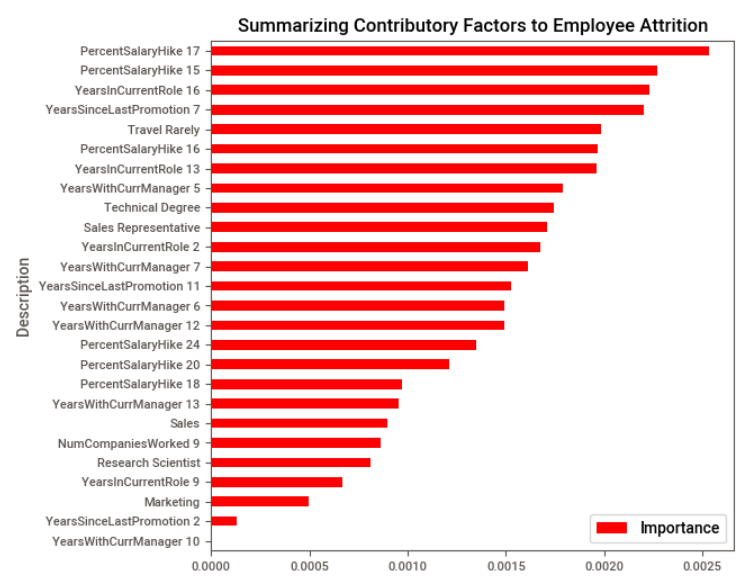 Summarizing Contributory Factors to Employee Attrition
PercentSalaryHike 17
PercentSalaryHike 15
YearsInCurrentRole 16
YearsSinceLastPromotion 7
Travel Rarely
PercentSalaryHike 16
YearsInCurrentRole 13
YearsWithCurrManager 5
Technical Degree
Sales Representative
YearsInCurrentRole 2
YearsWithCurrManager 7
YearsSinceLastPromotion 11
YearsWithCurrManager 6
YearsWithCurrManager 12
PercentSalaryHike 24
PercentSalaryHike 20
PercentSalaryHike 18
YearsWithCurrManager 13
Sales
NumCompaniesWorked 9
Research Scientist
YearsInCurrentRole 9
Marketing
YearsSinceLastPromotion 2
YearsWithCurrManager 10
Description
Importance
0.0000 0.0005 0.0010 0.0015 0.0020 0.0025